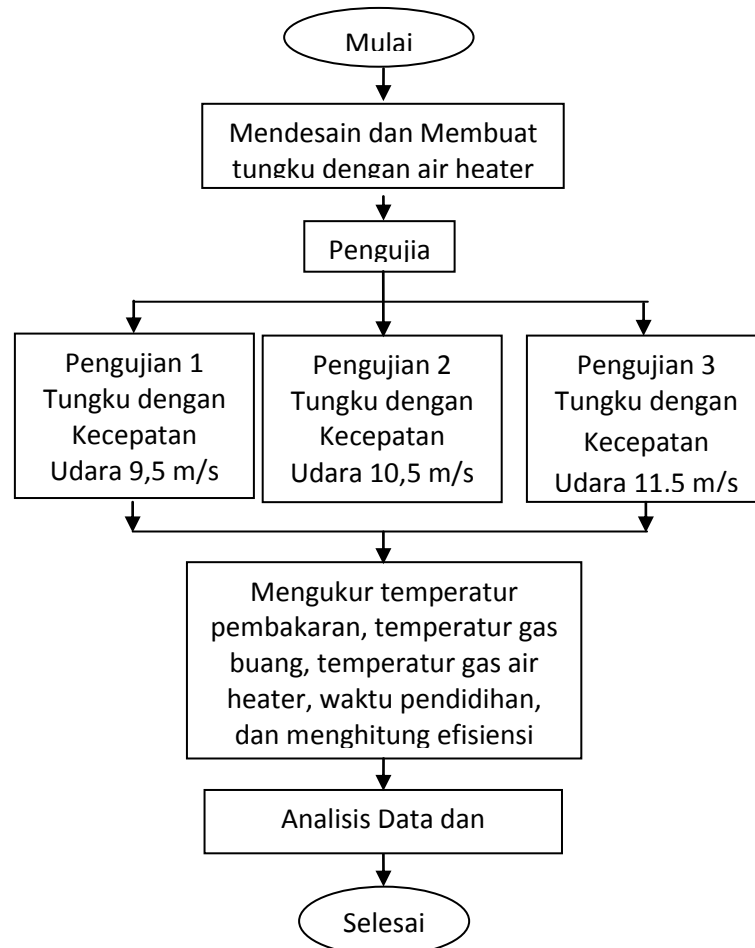 Mulai
Mendesain dan Membuat
tungku dengan air heater
Pengujia
Pengujian 1
Tungku dengan
Kecepatan
Udara 9,5 m/s
Pengujian 2
Tungku dengan
Kecepatan
Udara 10,5 m/s
Pengujian 3
Tungku dengan
Kecepatan
Udara 11.5 m/s
Mengukur temperatur
pembakaran, temperatur gas
buang, temperatur gas air
heater, waktu pendidihan,
dan menghitung efisiensi
Analisis Data dan
Selesai